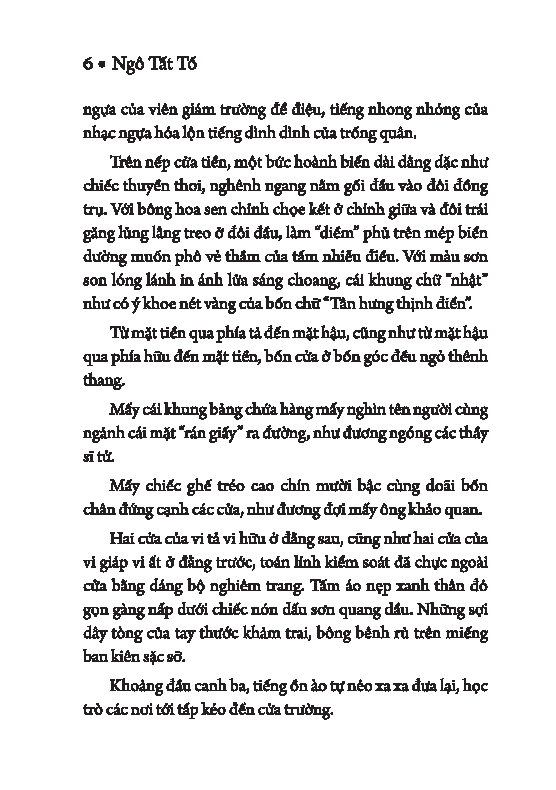 6 • Ngô Tất Tố
ngựa của viên giám trường để điệu, tiếng nhong nhỏng của
nhạc ngựa hóa lộn tiếng dình dình của trống quân.
Trên nếp cửa tiền, một bức hoành biển dài dằng dặc như
chiếc thuyền thoi, nghênh ngang nằm gối đầu vào đôi đồng
trụ. Với bông hoa sen chỉnh chọe kết ở chính giữa và đôi trái
găng lủng lẳng treo ở đôi đầu, làm “diềm” phủ trên mép biển
dường muốn phô vẻ thắm của tấm nhiễu điều. Với màu sơn
son lóng lánh in ánh lửa sáng choang, cái khung chữ “nhật”
như có ý khoe nét vàng của bốn chữ “Tân hưng thịnh điển”.
Từ mặt tiền qua phía tả đến mặt hậu, cũng như từ mặt hậu
qua phía hữu đến mặt tiền, bốn cửa ở bốn góc đều ngỏ thênh
thang.
Mấy cái khung bảng chứa hàng mấy nghìn tên người cùng
ngảnh cái mặt “rán giấy” ra đường, như đương ngóng các thầy
sĩ tử.
Mấy chiếc ghế tréo cao chín mười bậc cùng doãi bốn
chân đứng cạnh các cửa, như đương đợi mấy ông khảo quan.
Hai cửa của vi tả vi hữu ở đằng sau, cũng như hai cửa của
vi giáp vi ất ở đằng trước, toán lính kiểm soát đã chực ngoài
cửa bằng dáng bộ nghiêm trang. Tấm áo nẹp xanh thân đỏ
gọn gàng nấp dưới chiếc nón dấu sơn quang dầu. Những sợi
dây tòng của tay thước khảm trai, bông bênh rủ trên miếng
ban kiên sặc sỡ.
Khoảng đầu canh ba, tiếng ồn ào tự nẻo xa xa đưa lại, học
trò các nơi tới tấp kéo đến cửa trường.